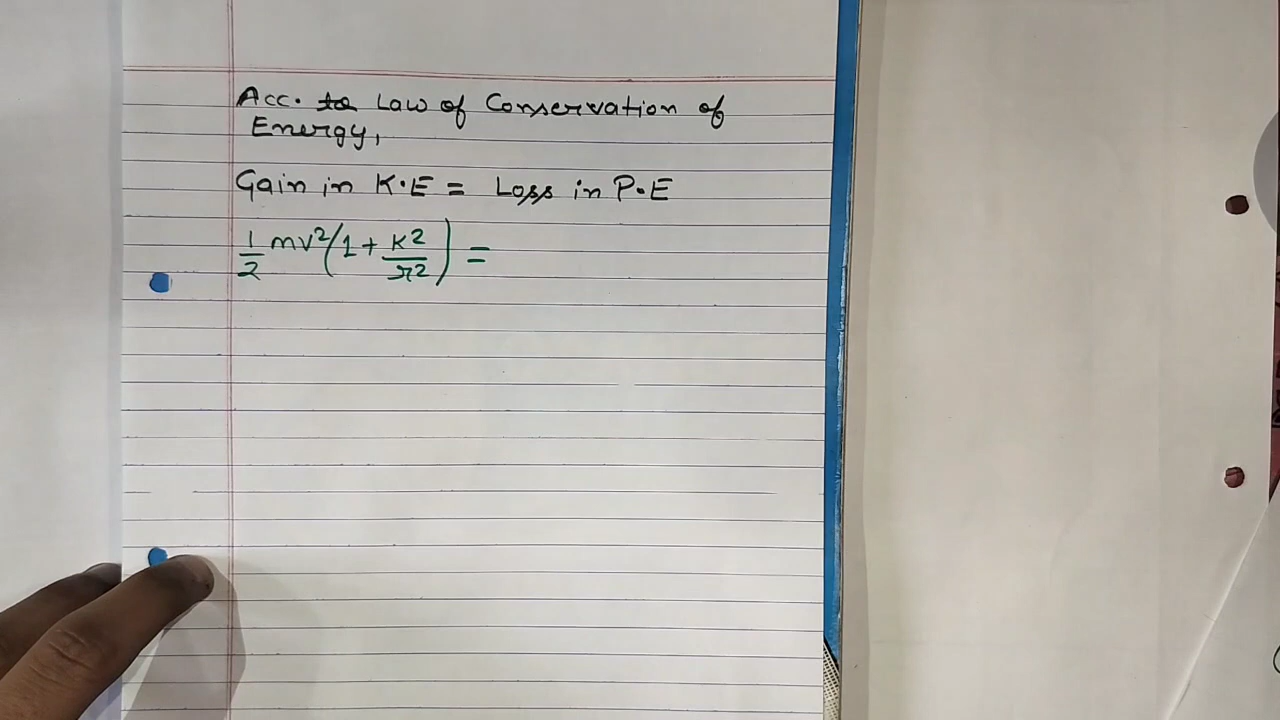 Acc. to Law of Conservation of
Energy,
Gain in K.E = Loss in P.E
1/2 mv²(1 + K²/r²) =